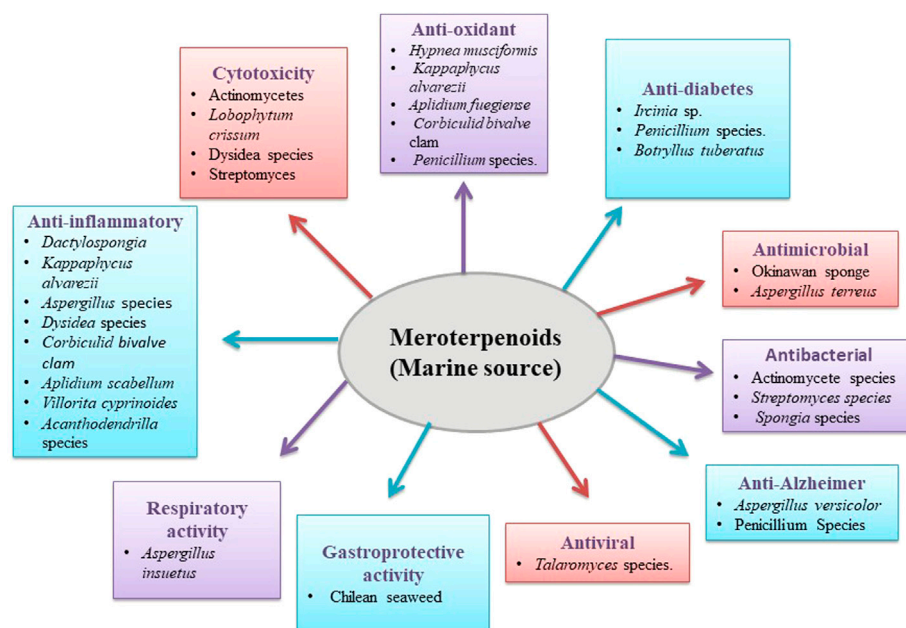 Anti-oxidant
• Hypnea musciformis
• Kappaphycus
alvarezii
• Aplidium fuegiense
• Corbiculid bivalve
clam
• Penicillium species.
Cytotoxicity
• Actinomycetes
• Lobophytum
crissum
• Dysidea species
• Streptomyces
Anti-diabetes
• Ircinia sp.
• Penicillium species.
• Botryllus tuberatus
Anti-inflammatory
• Dactylospongia
• Kappaphycus
alvarezii
• Aspergillus species
• Dysidea species
• Corbiculid bivalve
clam
• Aplidium scabellum
• Villorita cyprinoides
• Acanthodendrilla
species
Meroterpenoids
(Marine source)
Antimicrobial
• Okinawan sponge
• Aspergillus terreus
Antibacterial
• Actinomycete species
• Streptomyces species
• Spongia species
Respiratory
activity
• Aspergillus
insuetus
Gastroprotective
activity
• Chilean seaweed
Antiviral
• Talaromyces species.
Anti-Alzheimer
• Aspergillus versicolor
• Penicillium Species